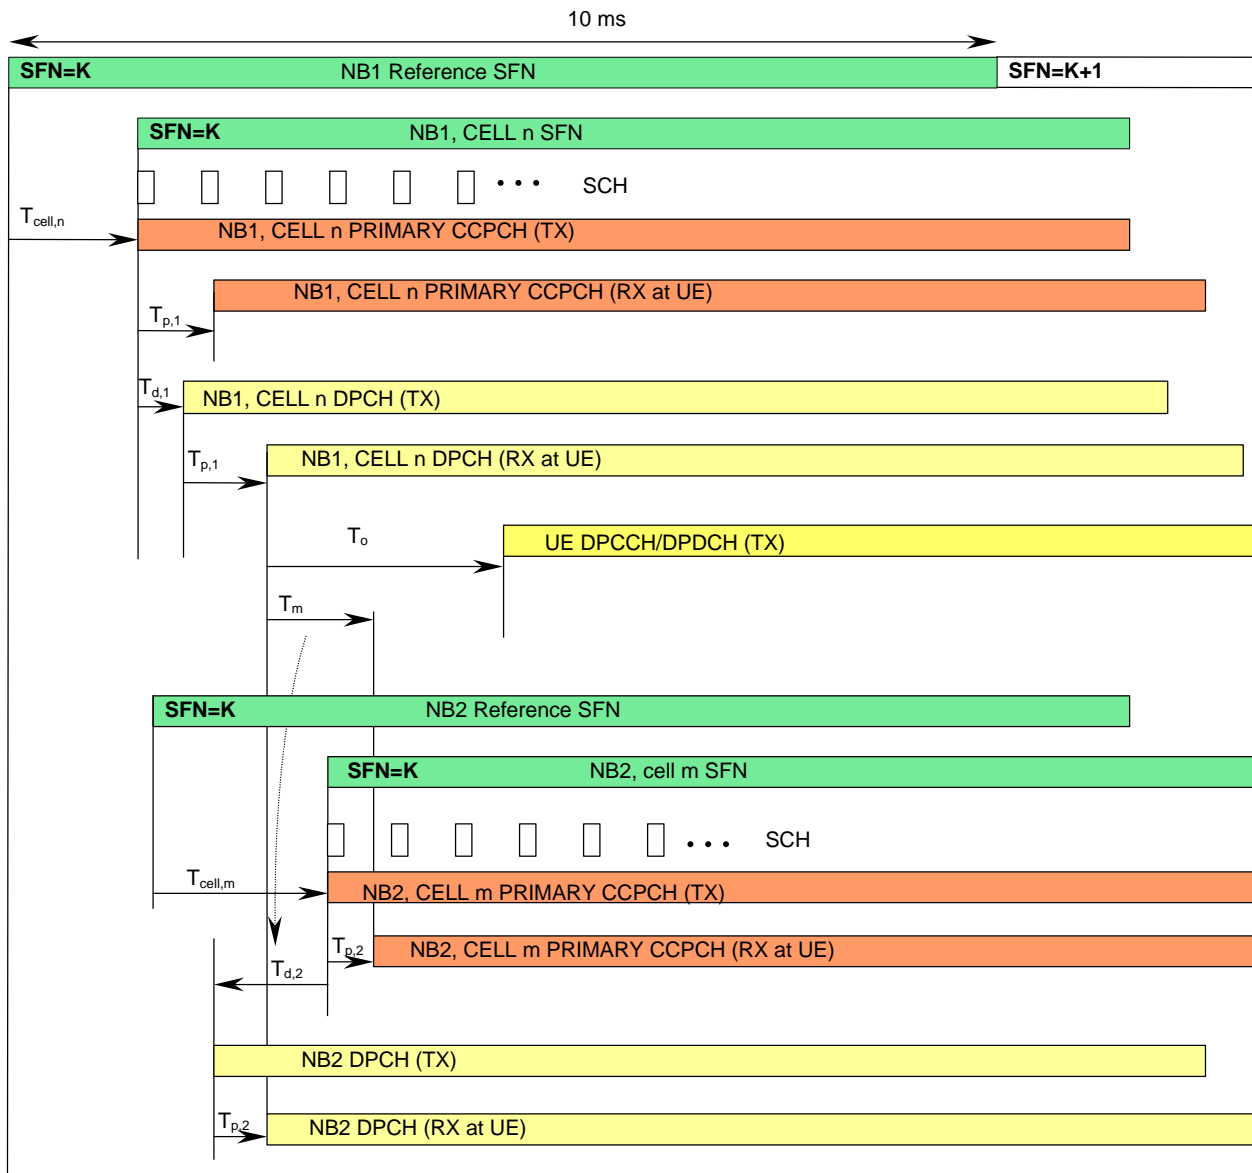 10 ms
SFN=K NB1 Reference SFN SFN=K+1
SFN=K NB1, CELL n SFN
• • • SCH
Tcell,n
NB1, CELL n PRIMARY CCPCH (TX)
NB1, CELL n PRIMARY CCPCH (RX at UE)
Tp,1
Td,1
NB1, CELL n DPCH (TX)
Tp,1
NB1, CELL n DPCH (RX at UE)
To
UE DPCCH/DPDCH (TX)
Tm
SFN=K NB2 Reference SFN
SFN=K NB2, cell m SFN
• • • SCH
Tcell,m
NB2, CELL m PRIMARY CCPCH (TX)
Tp,2
NB2, CELL m PRIMARY CCPCH (RX at UE)
Td,2
NB2 DPCH (TX)
Tp,2
NB2 DPCH (RX at UE)